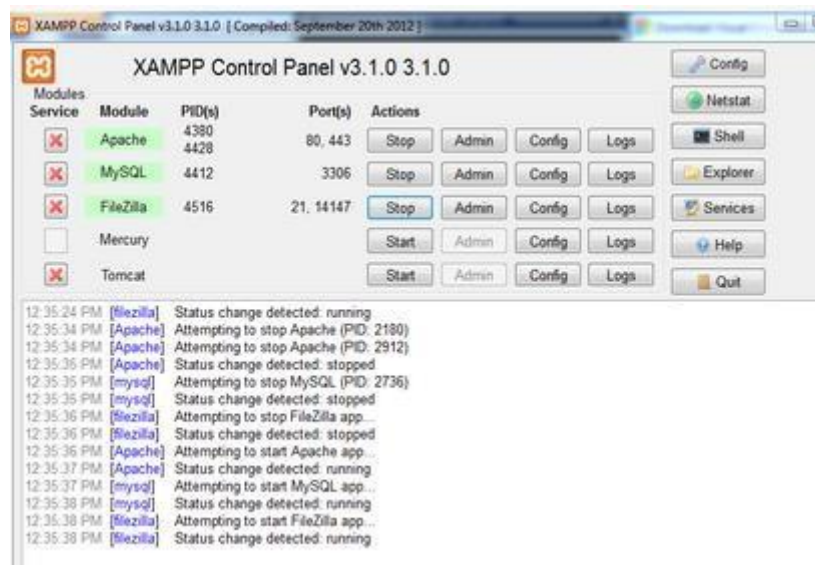 XAMPP Control Panel v3.1.0 3.1.0 [ Compiled: September 20th 2012 ]
XAMPP Control Panel v3.1.0 3.1.0
Config
Modules
Service Module PID(s) Port(s) Actions
Netstat
Apache 4380 4428 80, 443 Stop Admin Config Logs
Shell
MySQL 4412 3306 Stop Admin Config Logs
Explorer
FileZilla 4516 21, 14147 Stop Admin Config Logs
Services
Mercury Start Admin Config Logs
Help
Tomcat Start Admin Config Logs
Quit
12:35:24 PM [filezilla] Status change detected: running
12:35:34 PM [Apache] Attempting to stop Apache (PID: 2180)
12:35:34 PM [Apache] Attempting to stop Apache (PID: 2912)
12:35:35 PM [Apache] Status change detected: stopped
12:35:35 PM [mysql] Attempting to stop MySQL (PID: 2736)
12:35:35 PM [mysql] Status change detected: stopped
12:35:36 PM [filezilla] Attempting to stop FileZilla app...
12:35:36 PM [filezilla] Status change detected: stopped
12:35:36 PM [Apache] Attempting to start Apache app...
12:35:37 PM [Apache] Status change detected: running
12:35:37 PM [mysql] Attempting to start MySQL app...
12:35:38 PM [mysql] Status change detected: running
12:35:38 PM [filezilla] Attempting to start FileZilla app...
12:35:38 PM [filezilla] Status change detected: running